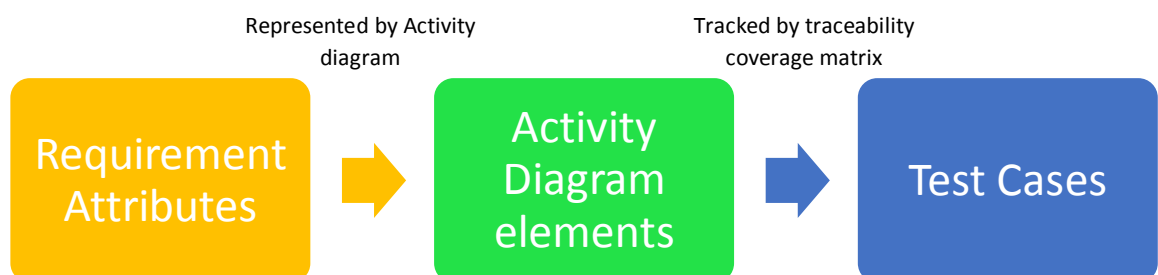 Represented by Activity
diagram
Tracked by traceability
coverage matrix
Requirement
Attributes
Activity
Diagram
elements
Test Cases